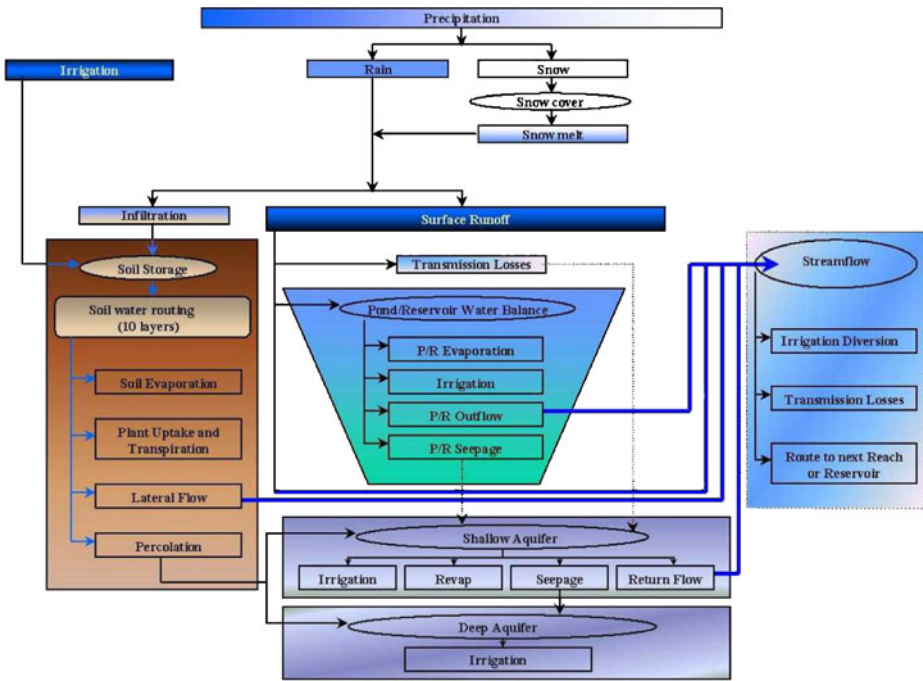 Precipitation
Irrigation
Rain
Snow
Snow cover
Snow melt
Infiltration
Surface Runoff
Soil Storage
Soil water routing
(10 layers)
Soil Evaporation
Plant Uptake and
Transpiration
Lateral Flow
Percolation
Transmission Losses
Pond/Reservoir Water Balance
P/R Evaporation
Irrigation
P/R Outflow
P/R Seepage
Streamflow
Irrigation Diversion
Transmission Losses
Route to next Reach
or Reservoir
Shallow Aquifer
Irrigation
Revap
Seepage
Return Flow
Deep Aquifer
Irrigation